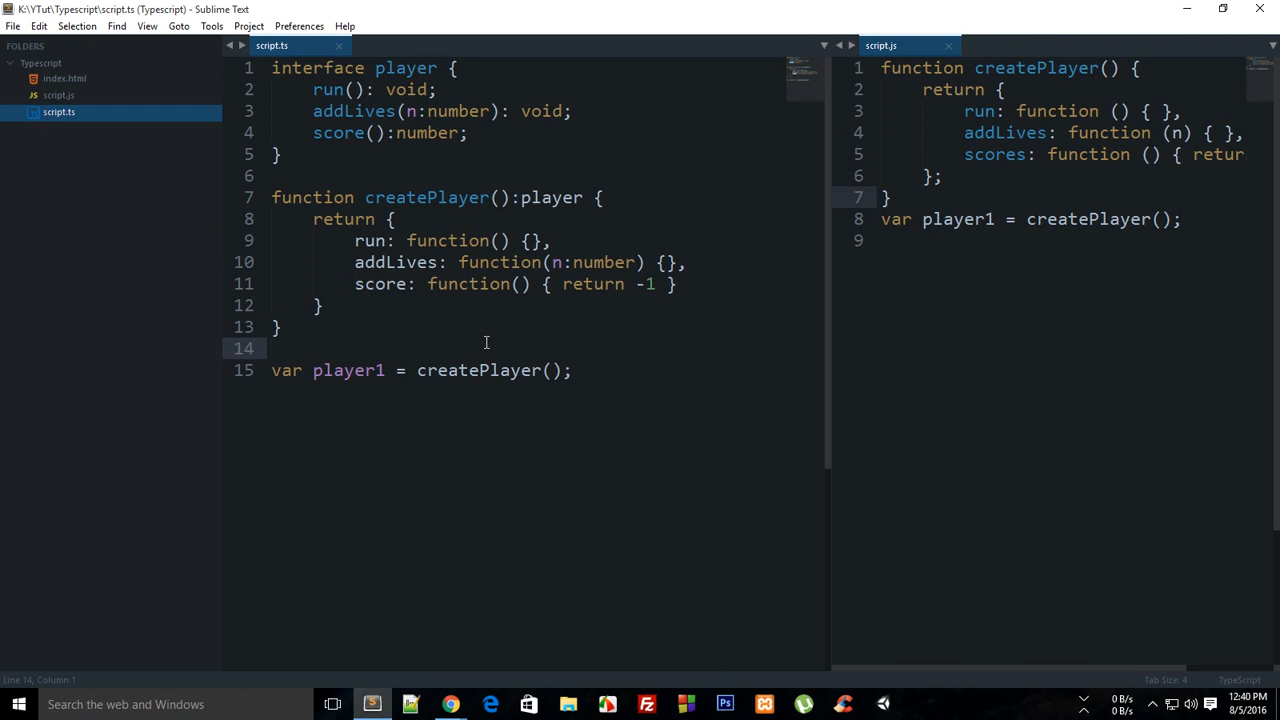 K:\YTut\Typescript\script.ts (Typescript) - Sublime Text
File Edit Selection Find View Goto Tools Project Preferences Help
FOLDERS
Typescript
index.html
script.js
script.ts
script.ts
1 interface player {
2 run(): void;
3 addLives(n:number): void;
4 score():number;
5 }
6
7 function createPlayer():player {
8 return {
9 run: function() {},
10 addLives: function(n:number) {},
11 score: function() { return -1 }
12 }
13 }
14
15 var player1 = createPlayer();
script.js
1 function createPlayer() {
2 return {
3 run: function () { },
4 addLives: function (n) { },
5 scores: function () { retur
6 };
7 }
8 var player1 = createPlayer();
9
Line 14, Column 1
Tab Size: 4
TypeScript
Search the web and Windows
0 B/s
0 B/s
12:40 PM
8/5/2016